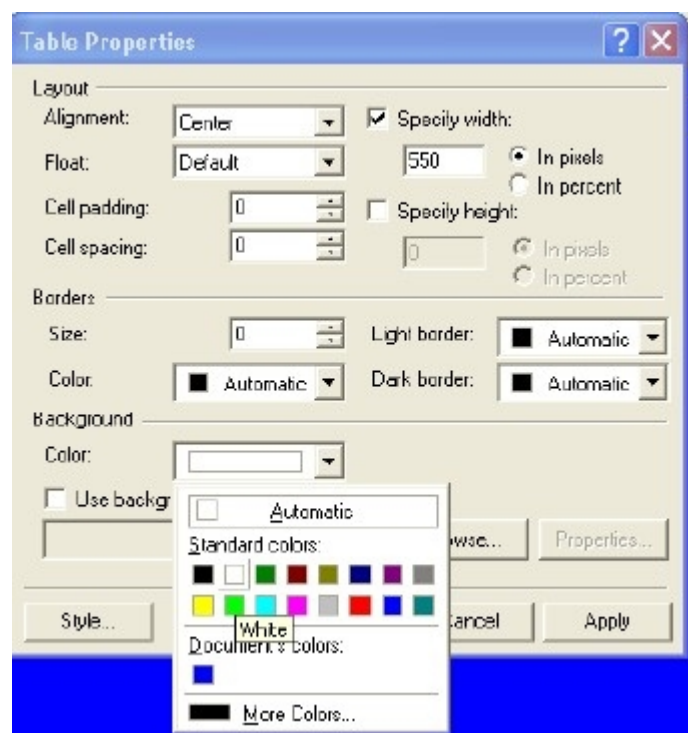 Table Properties
Layout
Alignment: Center Specify width:
Float: Default 550 In pixels
In percent
Cell padding: 0 Specify height:
Cell spacing: 0 0 In pixels
In percent
Borders
Size: 0 Light border: Automatic
Color: Automatic Dark border: Automatic
Background
Color:
Use backgr
Automatic
Standard colors:
wse... Properties...
White
Style... ancel Apply
Document's colors:
More Colors...